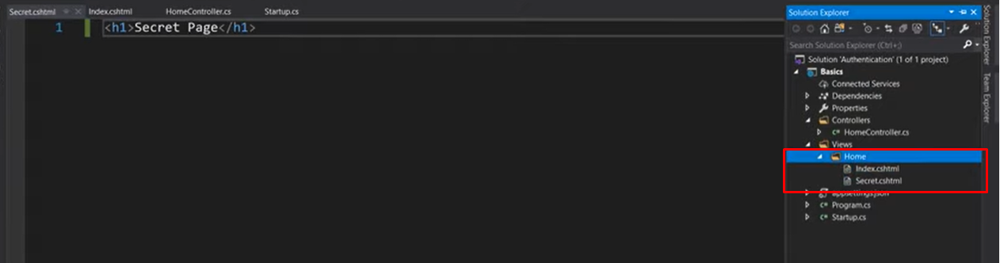 Secret.cshtml
Index.cshtml
HomeController.cs
Startup.cs
1
<h1>Secret Page</h1>
Solution Explorer
Search Solution Explorer (Ctrl+;)
Solution 'Authentication' (1 of 1 project)
Basics
Connected Services
Dependencies
Properties
Controllers
C# HomeController.cs
Views
Home
Index.cshtml
Secret.cshtml
appsettings.json
C# Program.cs
C# Startup.cs
Solution Explorer
Team Explorer